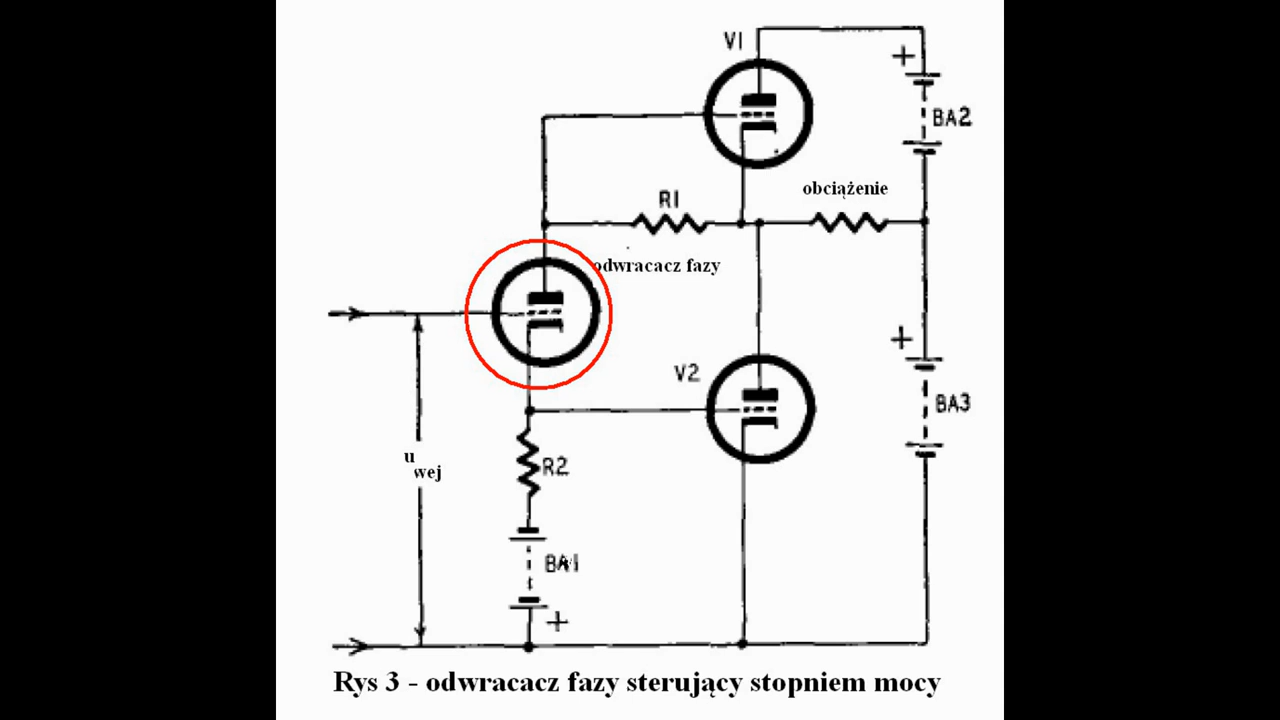 V1
+
BA2
R1
obciążenie
odwracacz fazy
+
V2
BA3
u wej
R2
BA1
+
Rys 3 - odwracacz fazy sterujący stopniem mocy